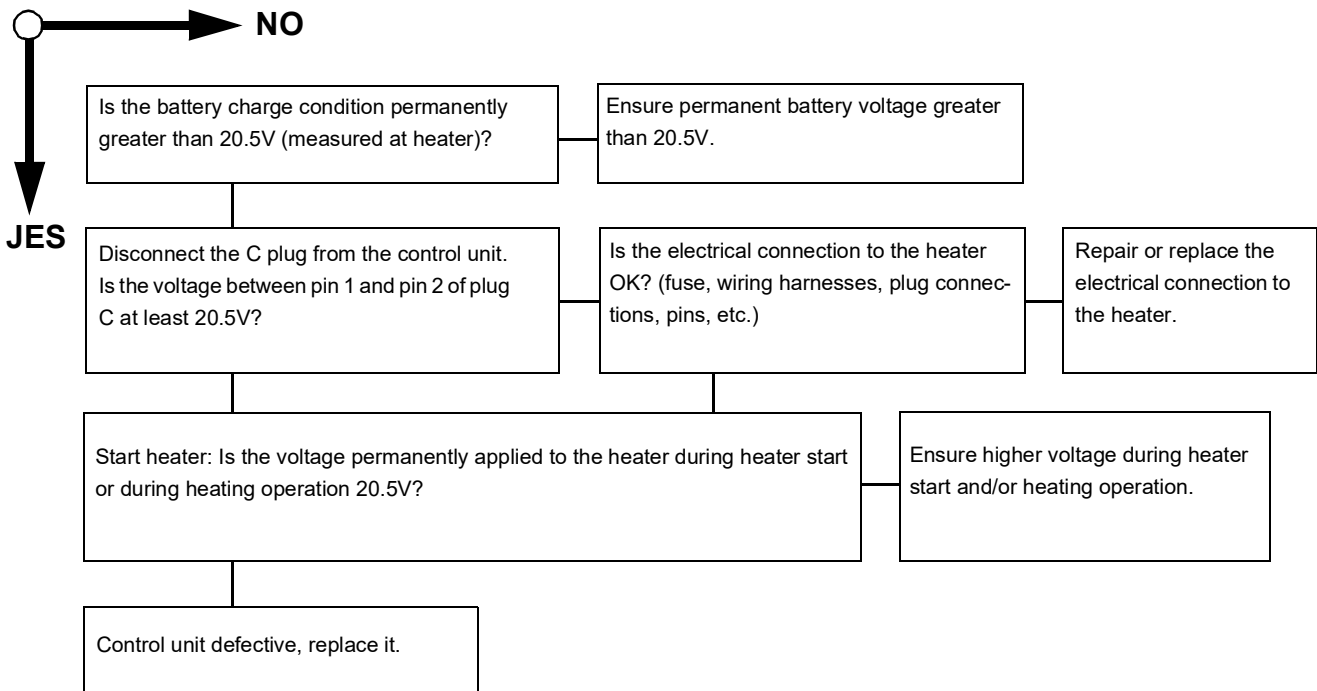 NO
JES
Is the battery charge condition permanently
greater than 20.5V (measured at heater)?
Ensure permanent battery voltage greater
than 20.5V.
Disconnect the C plug from the control unit.
Is the voltage between pin 1 and pin 2 of plug
C at least 20.5V?
Is the electrical connection to the heater
OK? (fuse, wiring harnesses, plug connec-
tions, pins, etc.)
Repair or replace the
electrical connection to
the heater.
Start heater: Is the voltage permanently applied to the heater during heater start
or during heating operation 20.5V?
Ensure higher voltage during heater
start and/or heating operation.
Control unit defective, replace it.